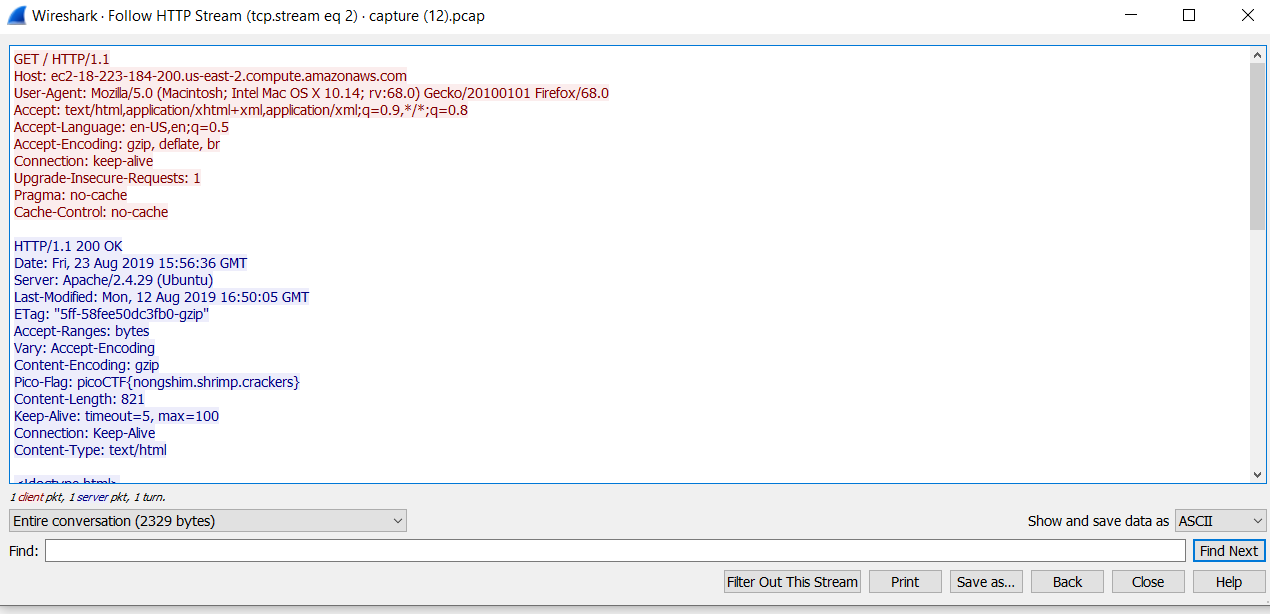 Wireshark · Follow HTTP Stream (tcp.stream eq 2) · capture (12).pcap
GET / HTTP/1.1
Host: ec2-18-223-184-200.us-east-2.compute.amazonaws.com
User-Agent: Mozilla/5.0 (Macintosh; Intel Mac OS X 10.14; rv:68.0) Gecko/20100101 Firefox/68.0
Accept: text/html,application/xhtml+xml,application/xml;q=0.9,*/*;q=0.8
Accept-Language: en-US,en;q=0.5
Accept-Encoding: gzip, deflate, br
Connection: keep-alive
Upgrade-Insecure-Requests: 1
Pragma: no-cache
Cache-Control: no-cache
HTTP/1.1 200 OK
Date: Fri, 23 Aug 2019 15:56:36 GMT
Server: Apache/2.4.29 (Ubuntu)
Last-Modified: Mon, 12 Aug 2019 16:50:05 GMT
ETag: "5ff-58fee50dc3fb0-gzip"
Accept-Ranges: bytes
Vary: Accept-Encoding
Content-Encoding: gzip
Pico-Flag: picoCTF{nongshim.shrimp.crackers}
Content-Length: 821
Keep-Alive: timeout=5, max=100
Connection: Keep-Alive
Content-Type: text/html
<!doctype html>
1 client pkt, 1 server pkt, 1 turn.
Entire conversation (2329 bytes)
Show and save data as ASCII
Find:
Find Next
Filter Out This Stream
Print
Save as...
Back
Close
Help